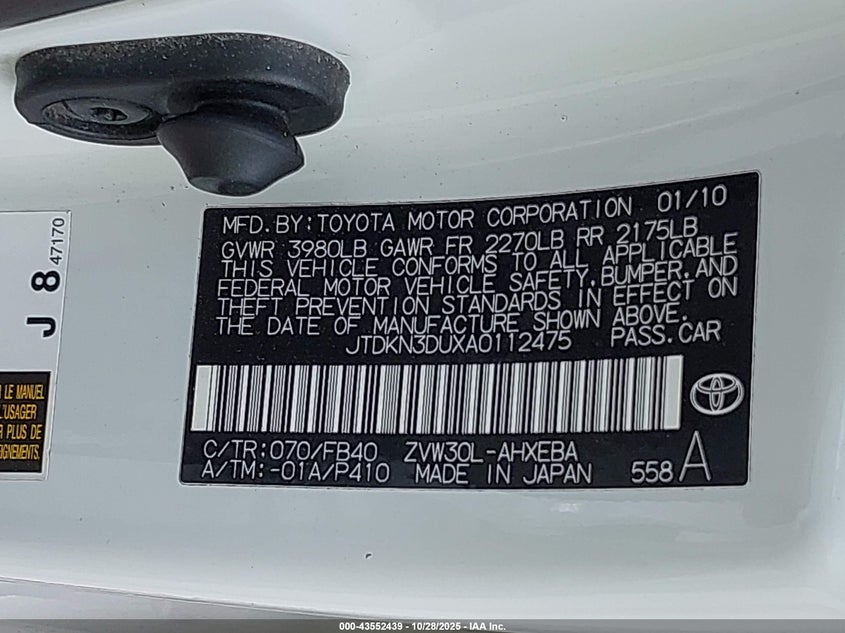 MFD. BY: TOYOTA MOTOR CORPORATION 01/10
GVWR 3980LB GAWR FR 2270LB RR 2175LB
THIS VEHICLE CONFORMS TO ALL APPLICABLE
FEDERAL MOTOR VEHICLE SAFETY, BUMPER, AND
THEFT PREVENTION STANDARDS IN EFFECT ON
THE DATE OF MANUFACTURE SHOWN ABOVE.
JTDKN3DUXA0112475 PASS. CAR
C/TR: 070/FB40 ZVW30L-AHXEBA
A/TM: -01A/P410 MADE IN JAPAN 558 A
J 8 47170
LE MANUEL
L'USAGER
PLUS DE
000-43552439 - 10/28/2025 - IAA Inc.